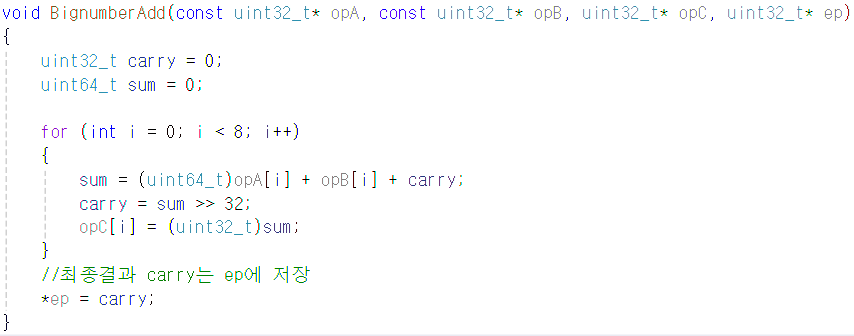 void BignumberAdd(const uint32_t* opA, const uint32_t* opB, uint32_t* opC, uint32_t* ep)
{
    uint32_t carry = 0;
    uint64_t sum = 0;

    for (int i = 0; i < 8; i++)
    {
        sum = (uint64_t)opA[i] + opB[i] + carry;
        carry = sum >> 32;
        opC[i] = (uint32_t)sum;
    }
    //최종결과 carry는 ep에 저장
    *ep = carry;
}